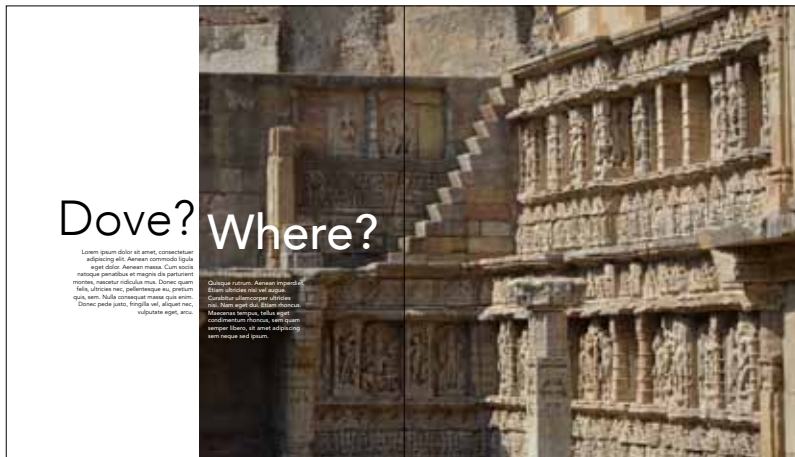 Dove?
Lorem ipsum dolor sit amet, consectetuer
adipiscing elit. Aenean commodo ligula
eget dolor. Aenean massa. Cum sociis
natoque penatibus et magnis dis parturient
montes, nascetur ridiculus mus. Donec quam
felis, ultricies nec, pellentesque eu, pretium
quis, sem. Nulla consequat massa quis enim.
Donec pede justo, fringilla vel, aliquet nec,
vulputate eget, arcu.
Where?
Quisque rutrum. Aenean imperdiet.
Etiam ultricies nisi vel augue.
Curabitur ullamcorper ultricies
nisi. Nam eget dui. Etiam rhoncus.
Maecenas tempus, tellus eget
condimentum rhoncus, sem quam
semper libero, sit amet adipiscing
sem neque sed ipsum.